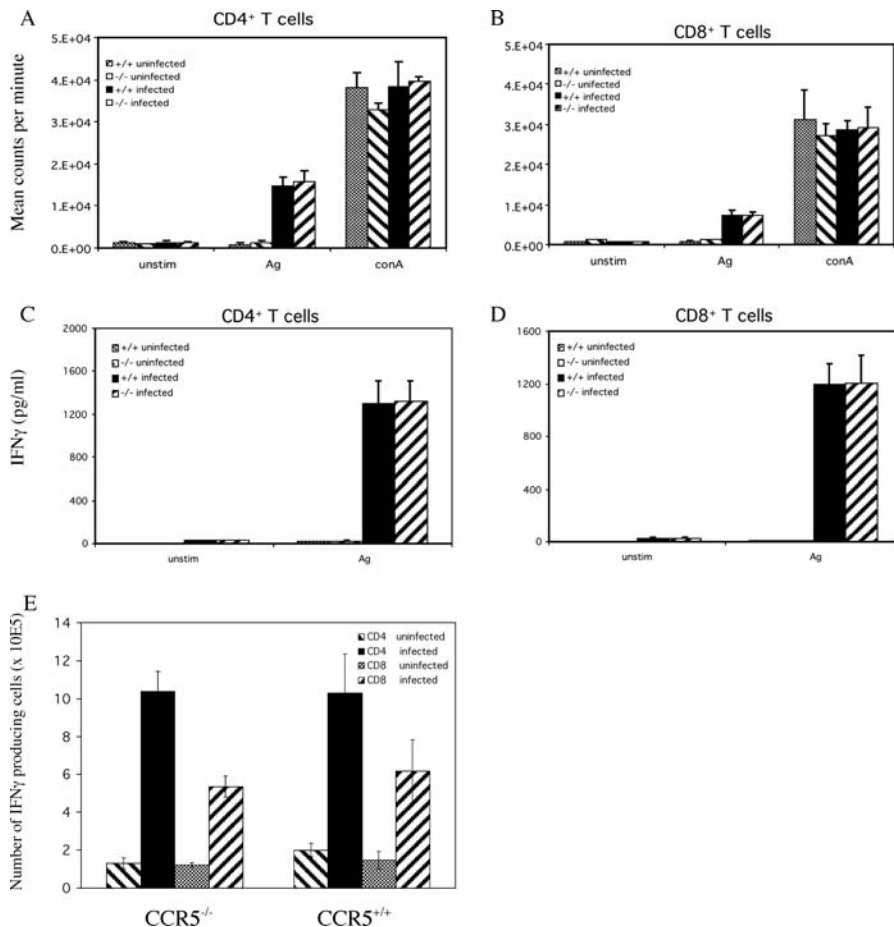 A
CD4+ T cells
Mean counts per minute
5.E+04
4.E+04
3.E+04
2.E+04
1.E+04
0.E+00
+/+ uninfected
-/- uninfected
+/+ infected
-/- infected
unstim Ag conA
B
CD8+ T cells
5.E+04
4.E+04
3.E+04
2.E+04
1.E+04
0.E+00
+/+ uninfected
-/- uninfected
+/+ infected
-/- infected
unstim Ag conA
C
CD4+ T cells
IFNγ (pg/ml)
2000
1600
1200
800
400
0
+/+ uninfected
-/- uninfected
+/+ infected
-/- infected
unstim Ag
D
CD8+ T cells
1600
1200
800
400
0
+/+ uninfected
-/- uninfected
+/+ infected
-/- infected
unstim Ag
E
Number of IFNγ producing cells (x 10E5)
14
12
10
8
6
4
2
0
CD4 uninfected
CD4 infected
CD8 uninfected
CD8 infected
CCR5-/- CCR5+/+